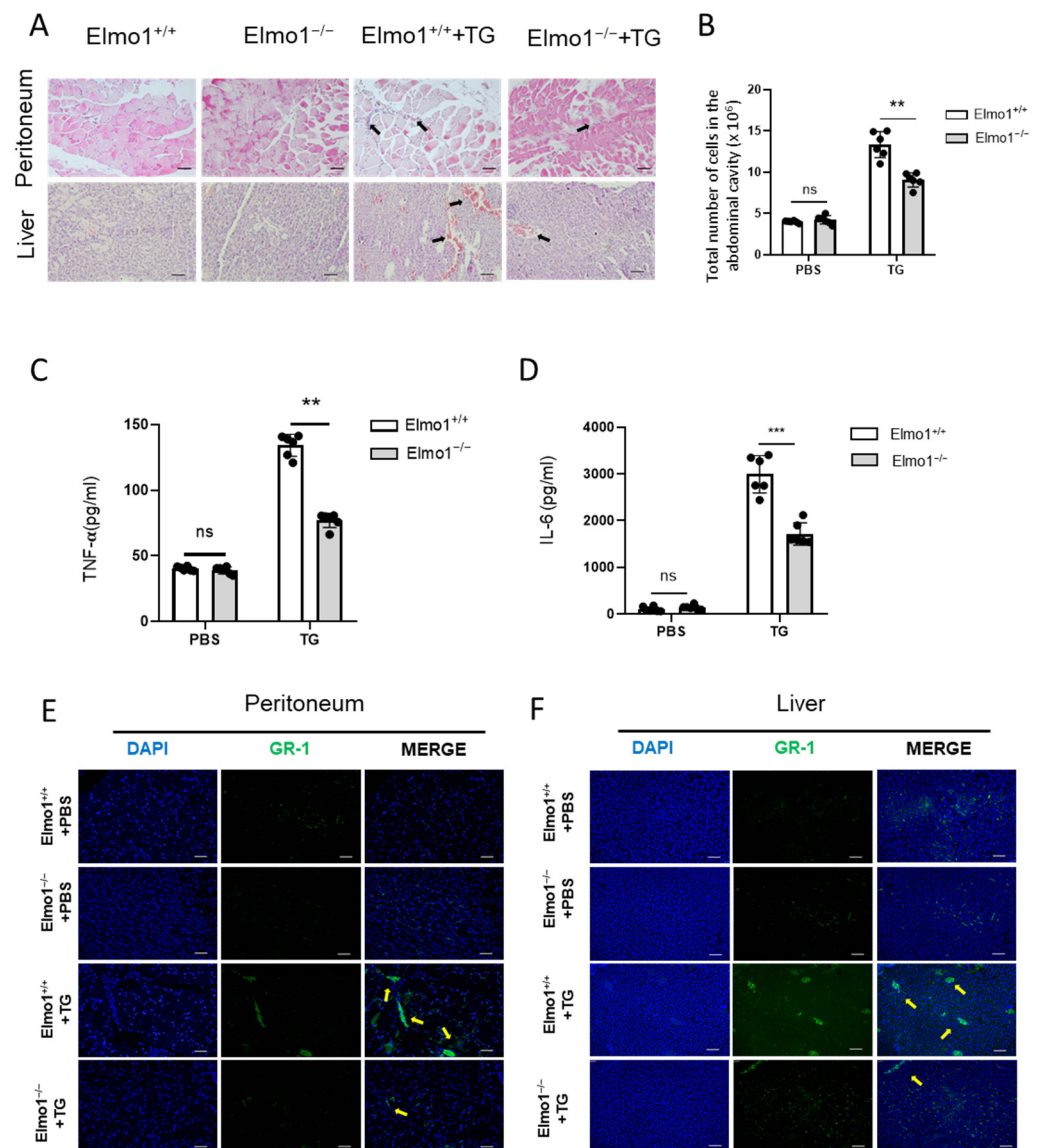 A
Elmo1+/+ Elmo1−/− Elmo1+/++TG Elmo1−/−+TG
Peritoneum
Liver
B
Total number of cells in the
abdominal cavity (x 10⁶)
20
15
10
5
0
ns
**
PBS TG
Elmo1+/+
Elmo1−/−
C
TNF-α(pg/ml)
150
100
50
0
ns
**
PBS TG
Elmo1+/+
Elmo1−/−
D
IL-6 (pg/ml)
4000
3000
2000
1000
0
ns
***
PBS TG
Elmo1+/+
Elmo1−/−
E
Peritoneum
DAPI GR-1 MERGE
Elmo1+/+
+PBS
Elmo1−/−
+PBS
Elmo1+/+
+TG
Elmo1−/−
+TG
F
Liver
DAPI GR-1 MERGE
Elmo1+/+
+PBS
Elmo1−/−
+PBS
Elmo1+/+
+TG
Elmo1−/−
+TG